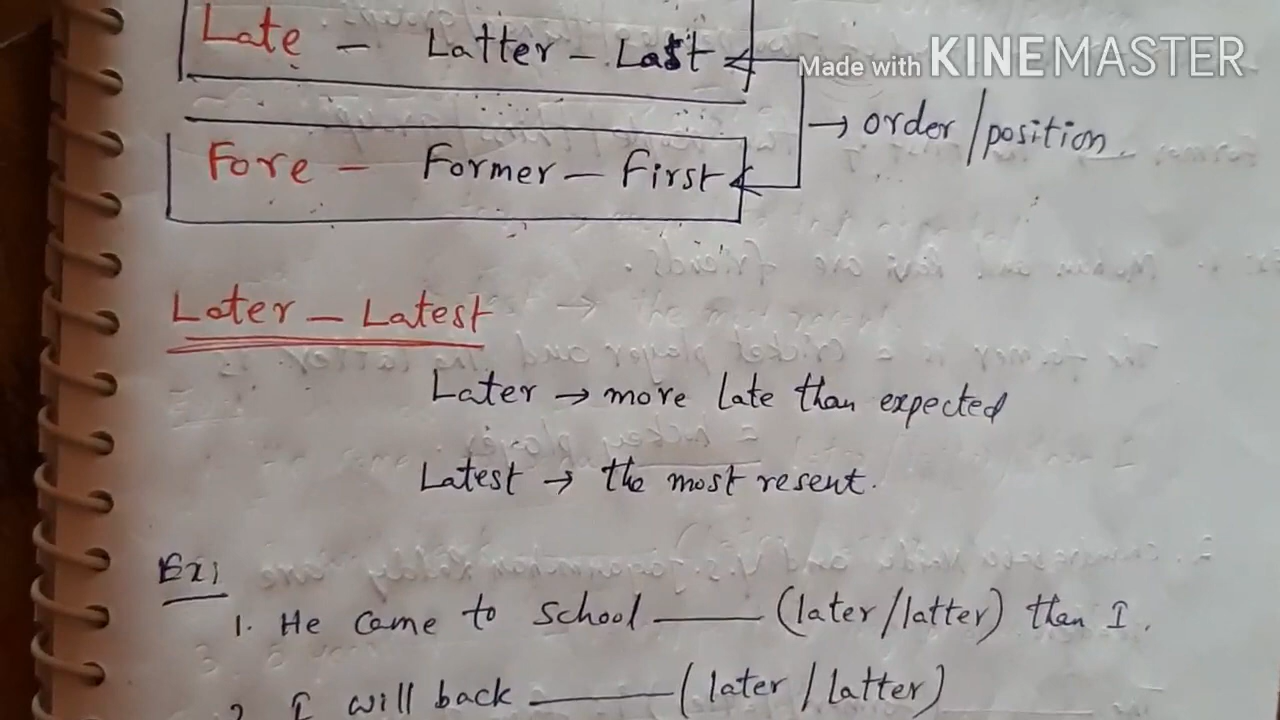 Late - Latter - Last
Made with KINEMASTER
→ order/position
Fore - Former - First
Later - Latest
Later → more late than expected
Latest → the most resent.
Ex:
1. He came to school ____ (later/latter) than I.
2. I will back ____ (later/latter)